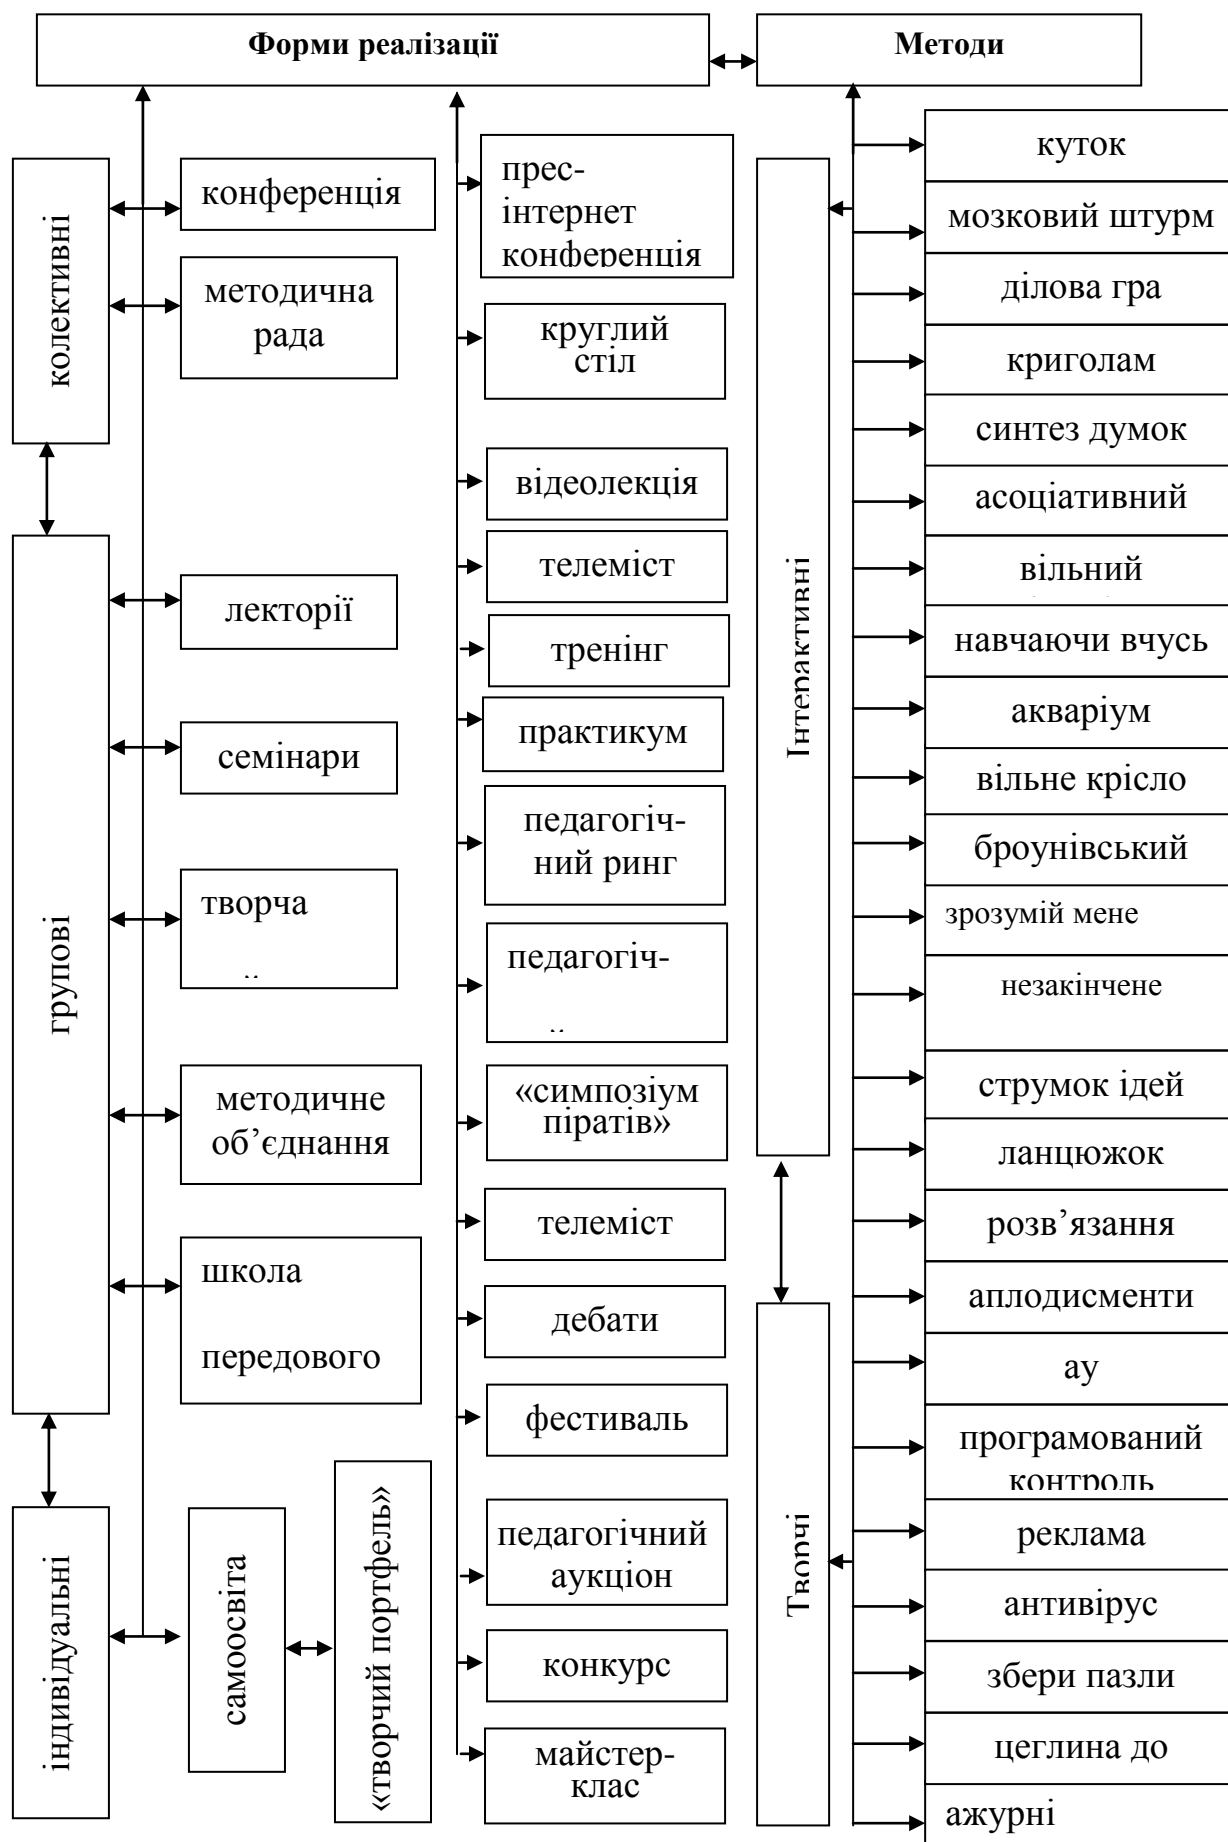 Форми реалізації
Методи
колективні
конференція
методична
рада
групові
лекторії
семінари
творча
методичне
об’єднання
школа
передового
індивідуальні
самоосвіта
«творчий портфель»
прес-
інтернет
конференція
круглий
стіл
відеолекція
телеміст
тренінг
практикум
педагогіч-
ний ринг
педагогіч-
«симпозіум
піратів»
телеміст
дебати
фестиваль
педагогічний
аукціон
конкурс
майстер-
клас
Інтерактивні
Творчі
куток
мозковий штурм
ділова гра
криголам
синтез думок
асоціативний
вільний
навчаючи вчусь
акваріум
вільне крісло
броунівський
зрозумій мене
незакінчене
струмок ідей
ланцюжок
розв’язання
аплодисменти
ау
програмований
контроль
реклама
антивірус
збери пазли
цеглина до
ажурні